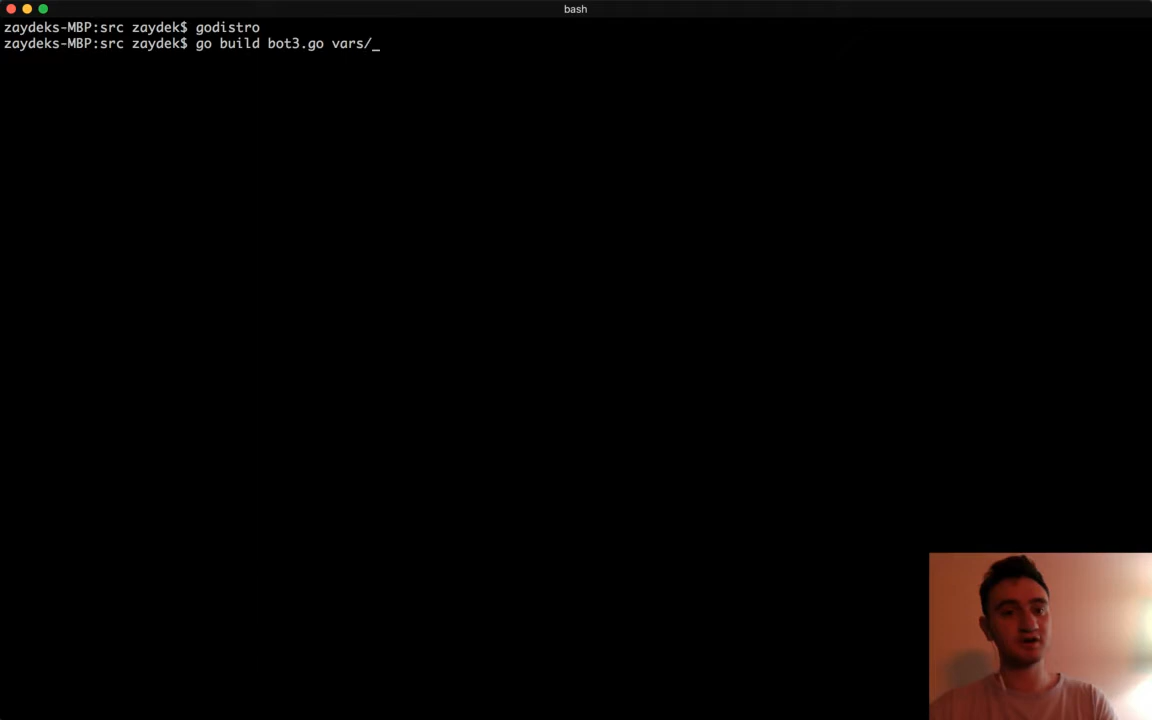 bash
zaydeks-MBP:src zaydek$ godistro
zaydeks-MBP:src zaydek$ go build bot3.go vars/_